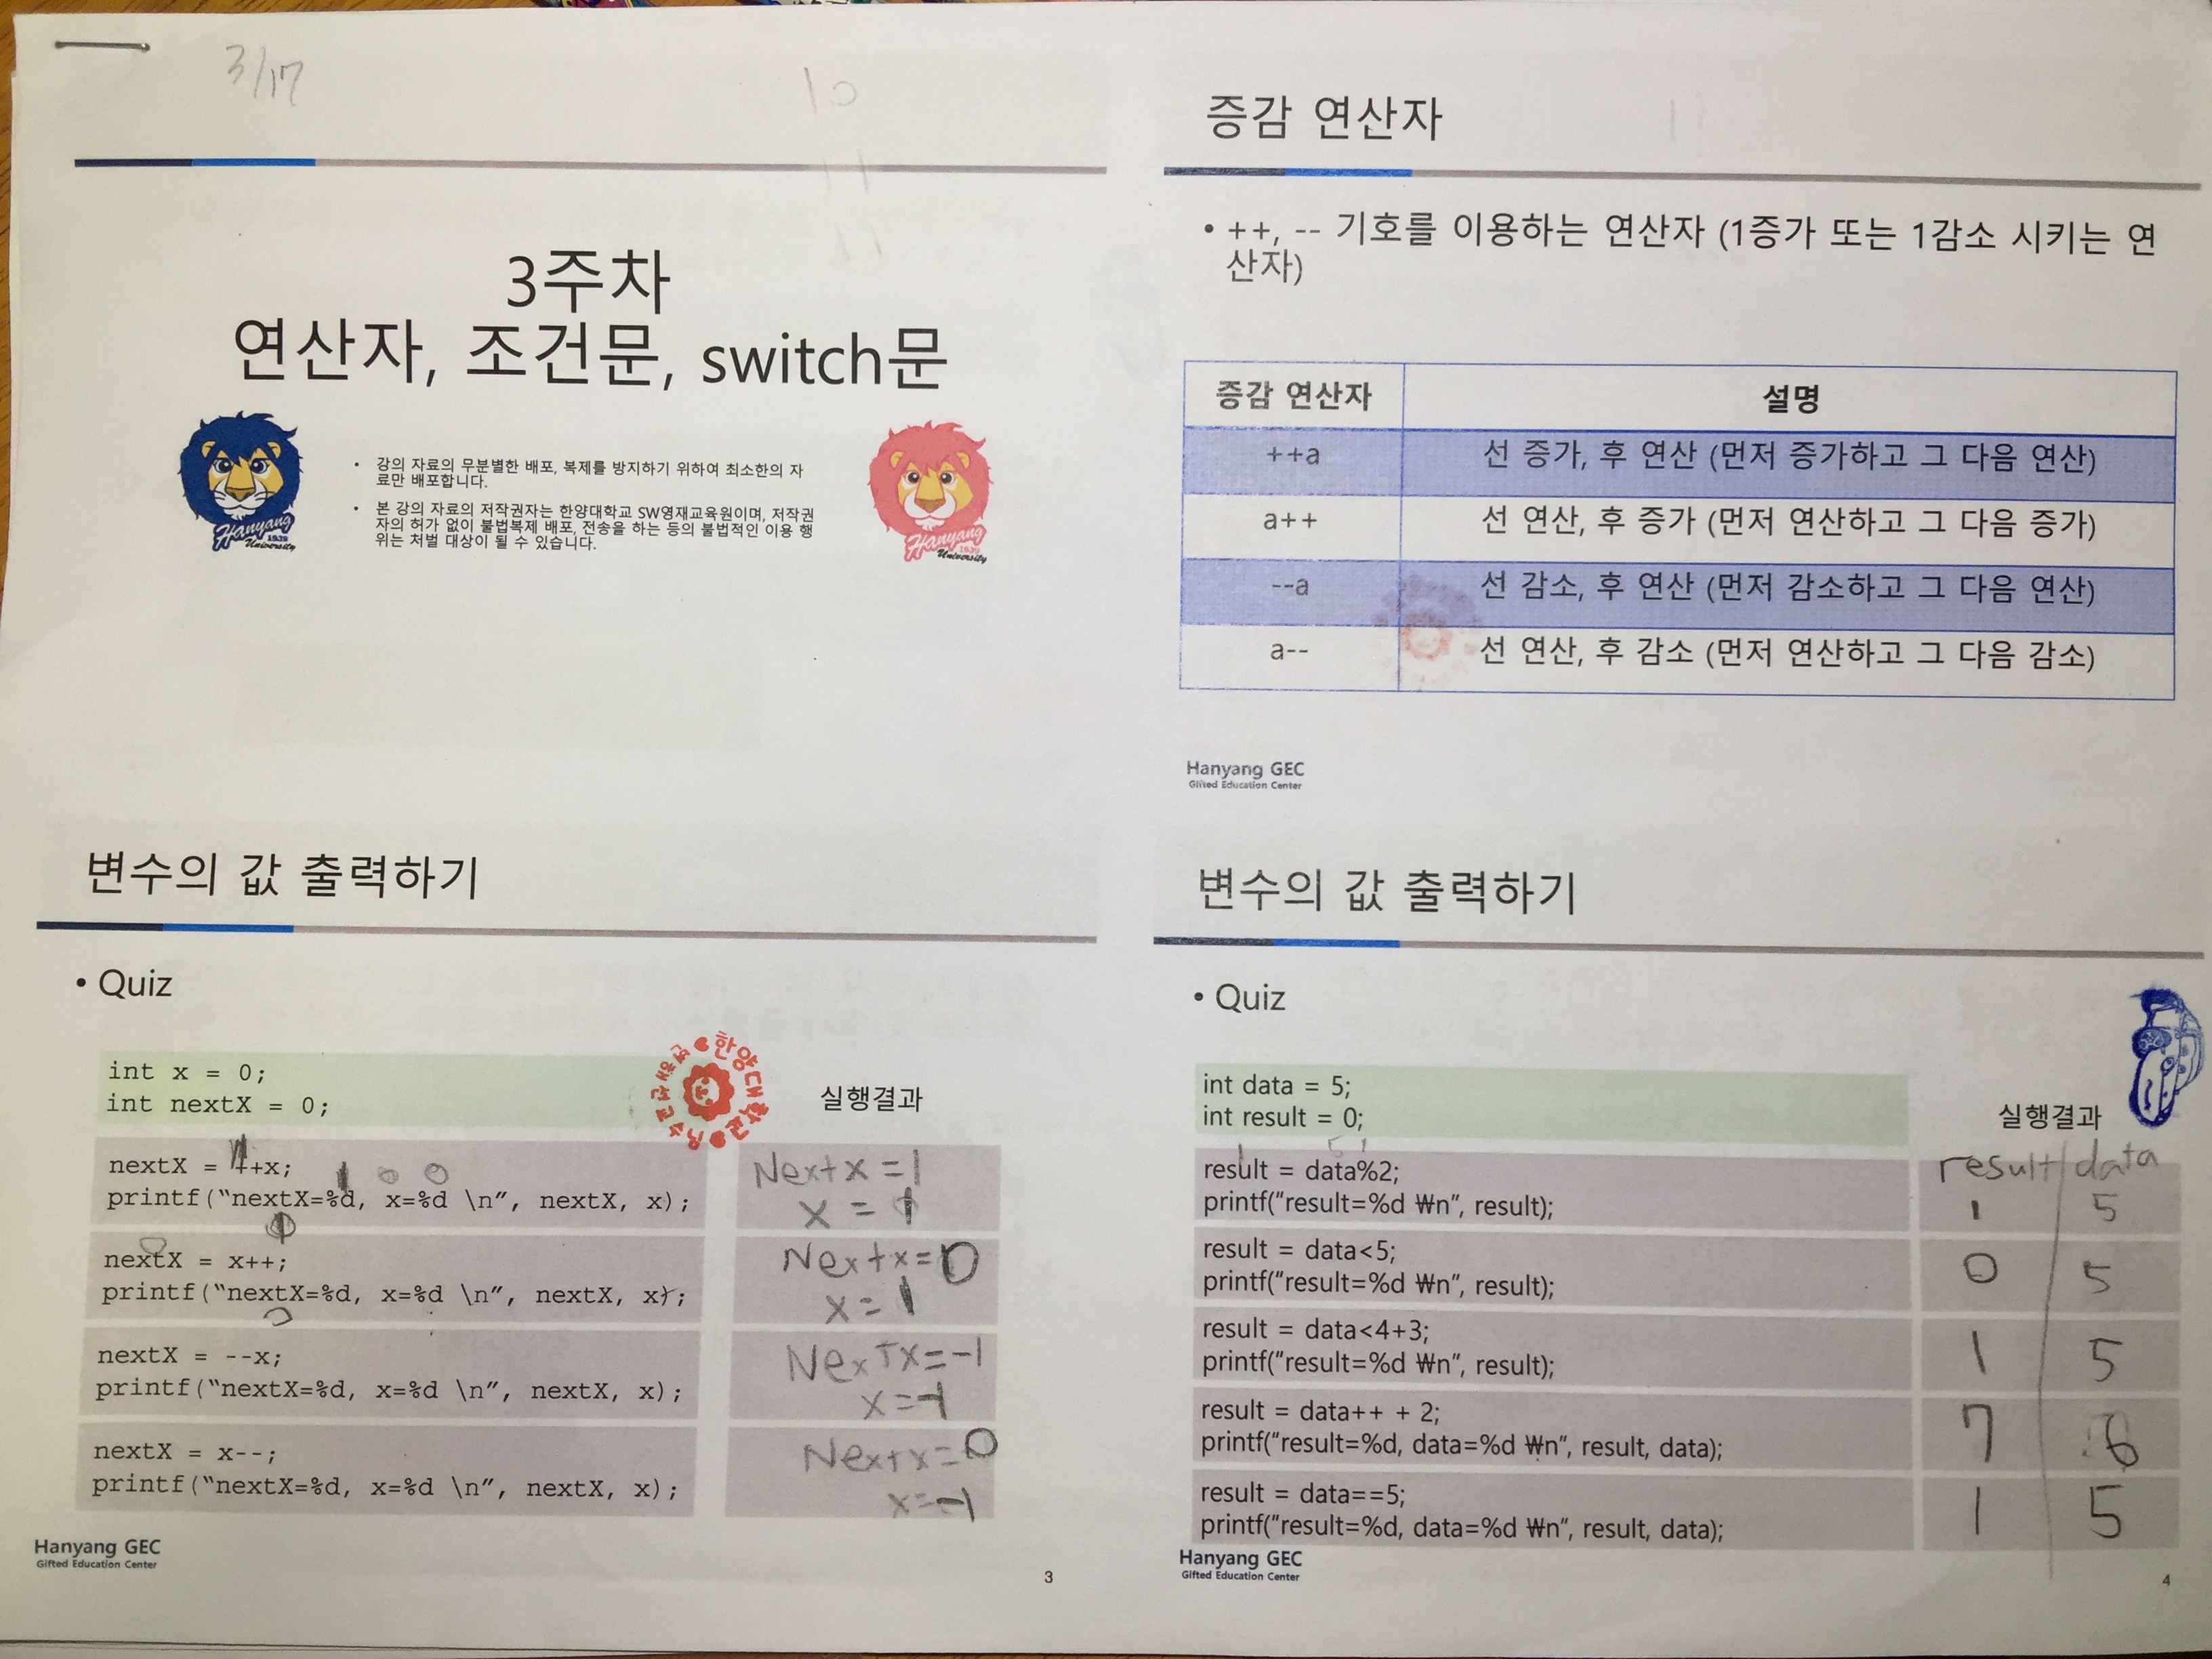 3/17
10
3주차
연산자, 조건문, switch문
• 강의 자료의 무분별한 배포, 복제를 방지하기 위하여 최소한의 자
료만 배포합니다.
• 본 강의 자료의 저작권자는 한양대학교 SW영재교육원이며, 저작권
자의 허가 없이 불법복제 배포, 전송을 하는 등의 불법적인 이용 행
위는 처벌 대상이 될 수 있습니다.
Hanyang
1939
University
Hanyang
1939
University
증감 연산자
• ++, -- 기호를 이용하는 연산자 (1증가 또는 1감소 시키는 연
산자)
증감 연산자 설명
++a 선 증가, 후 연산 (먼저 증가하고 그 다음 연산)
a++ 선 연산, 후 증가 (먼저 연산하고 그 다음 증가)
--a 선 감소, 후 연산 (먼저 감소하고 그 다음 연산)
a-- 선 연산, 후 감소 (먼저 연산하고 그 다음 감소)
Hanyang GEC
Gifted Education Center
변수의 값 출력하기
• Quiz
int x = 0;
int nextX = 0;
한양대학교
실행결과
nextX = ++x;
printf("nextX=%d, x=%d \n", nextX, x);
Nextx=1
x=1
nextX = x++;
printf("nextX=%d, x=%d \n", nextX, x);
Nextx=0
x=1
nextX = --x;
printf("nextX=%d, x=%d \n", nextX, x);
Nextx=-1
x=-1
nextX = x--;
printf("nextX=%d, x=%d \n", nextX, x);
Nextx=0
x=-1
Hanyang GEC
Gifted Education Center
3
변수의 값 출력하기
• Quiz
int data = 5;
int result = 0;
실행결과
result data
result = data%2;
printf("result=%d ₩n", result);
1 5
result = data<5;
printf("result=%d ₩n", result);
0 5
result = data<4+3;
printf("result=%d ₩n", result);
1 5
result = data++ + 2;
printf("result=%d, data=%d ₩n", result, data);
7 6
result = data==5;
printf("result=%d, data=%d ₩n", result, data);
1 5
Hanyang GEC
Gifted Education Center
4